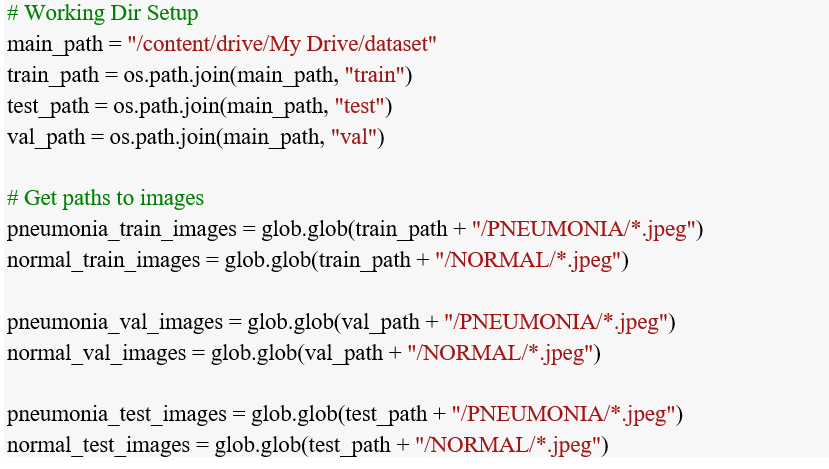 # Working Dir Setup
main_path = "/content/drive/My Drive/dataset"
train_path = os.path.join(main_path, "train")
test_path = os.path.join(main_path, "test")
val_path = os.path.join(main_path, "val")
# Get paths to images
pneumonia_train_images = glob.glob(train_path + "/PNEUMONIA/*.jpeg")
normal_train_images = glob.glob(train_path + "/NORMAL/*.jpeg")
pneumonia_val_images = glob.glob(val_path + "/PNEUMONIA/*.jpeg")
normal_val_images = glob.glob(val_path + "/NORMAL/*.jpeg")
pneumonia_test_images = glob.glob(test_path + "/PNEUMONIA/*.jpeg")
normal_test_images = glob.glob(test_path + "/NORMAL/*.jpeg")